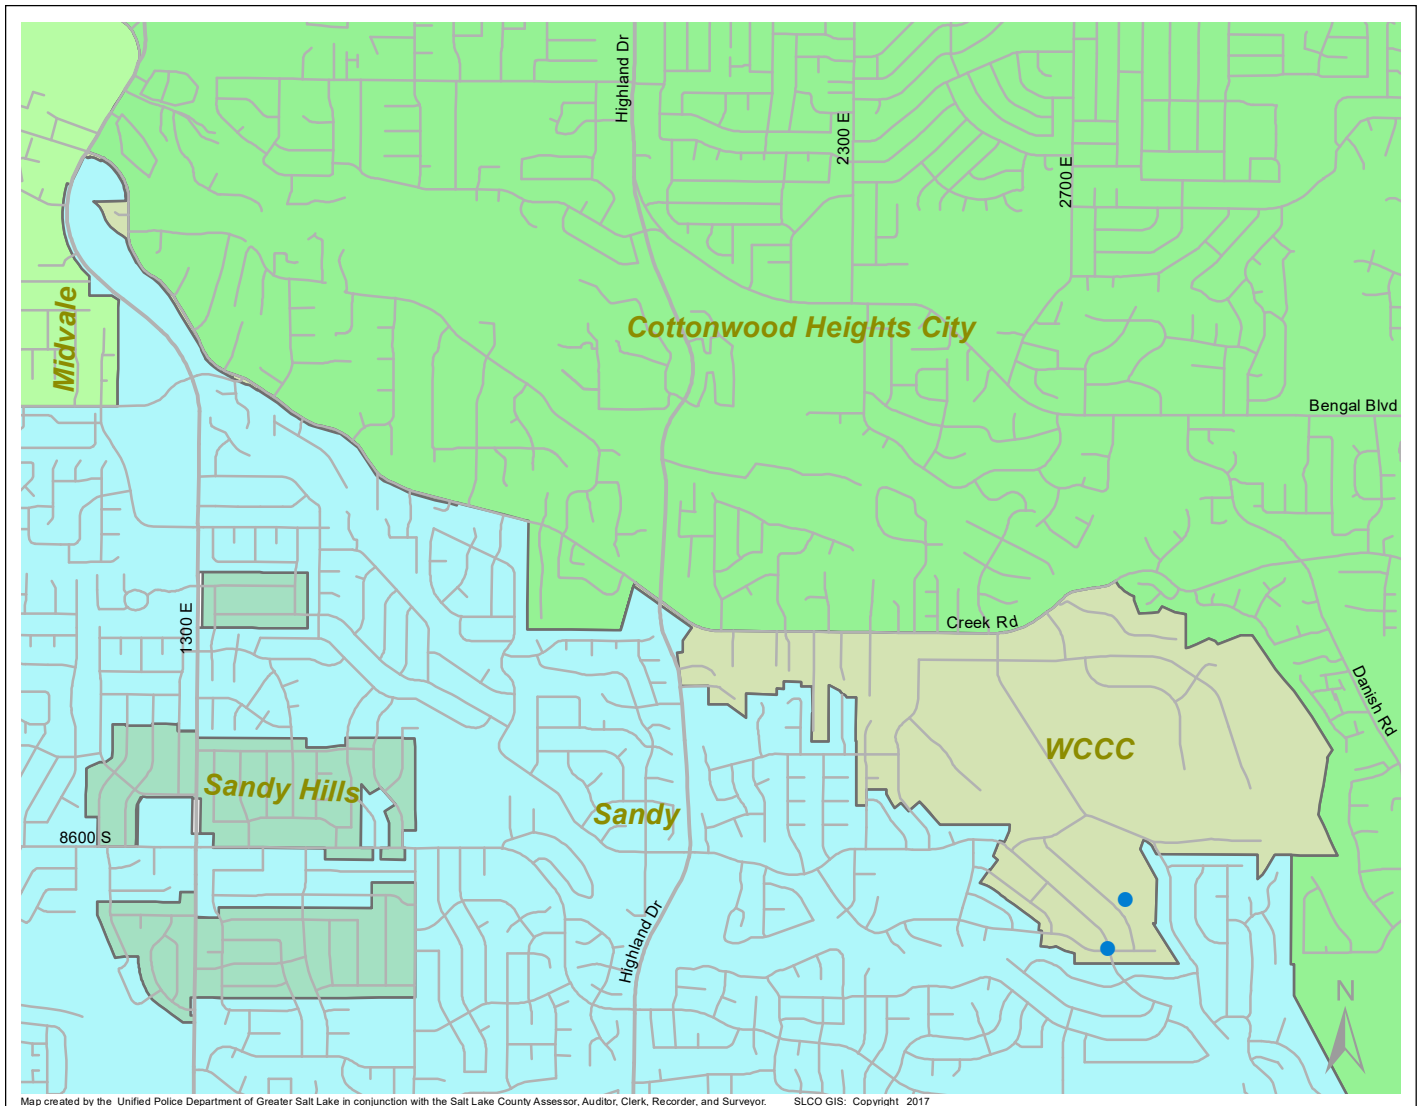 Highland Dr
2300 E
2700 E
Midvale
Cottonwood Heights City
Bengal Blvd
1300 E
Creek Rd
Danish Rd
WCCC
Sandy Hills
Sandy
8600 S
Highland Dr
N
Map created by the Unified Police Department of Greater Salt Lake in conjunction with the Salt Lake County Assessor, Auditor, Clerk, Recorder, and Surveyor. SLCO GIS: Copyright 2017